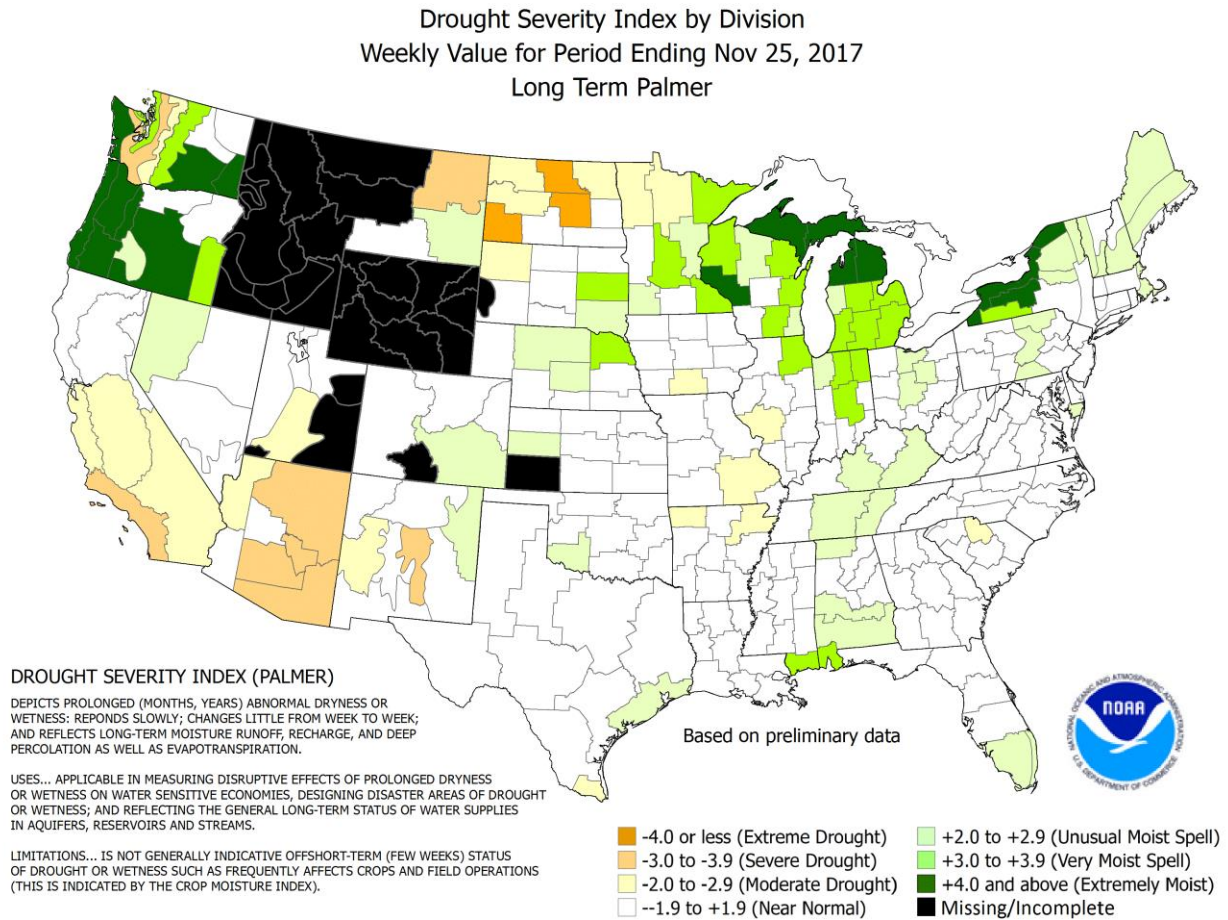 Drought Severity Index by Division
Weekly Value for Period Ending Nov 25, 2017
Long Term Palmer
DROUGHT SEVERITY INDEX (PALMER)
DEPICTS PROLONGED (MONTHS, YEARS) ABNORMAL DRYNESS OR
WETNESS: REPONDS SLOWLY; CHANGES LITTLE FROM WEEK TO WEEK;
AND REFLECTS LONG-TERM MOISTURE RUNOFF, RECHARGE, AND DEEP
PERCOLATION AS WELL AS EVAPOTRANSPIRATION.
USES... APPLICABLE IN MEASURING DISRUPTIVE EFFECTS OF PROLONGED DRYNESS
OR WETNESS ON WATER SENSITIVE ECONOMIES, DESIGNING DISASTER AREAS OF DROUGHT
OR WETNESS; AND REFLECTING THE GENERAL LONG-TERM STATUS OF WATER SUPPLIES
IN AQUIFERS, RESERVOIRS AND STREAMS.
LIMITATIONS... IS NOT GENERALLY INDICATIVE OFFSHORT-TERM (FEW WEEKS) STATUS
OF DROUGHT OR WETNESS SUCH AS FREQUENTLY AFFECTS CROPS AND FIELD OPERATIONS
(THIS IS INDICATED BY THE CROP MOISTURE INDEX).
Based on preliminary data
NATIONAL OCEANIC AND ATMOSPHERIC ADMINISTRATION
NOAA
U.S. DEPARTMENT OF COMMERCE
-4.0 or less (Extreme Drought)
-3.0 to -3.9 (Severe Drought)
-2.0 to -2.9 (Moderate Drought)
--1.9 to +1.9 (Near Normal)
+2.0 to +2.9 (Unusual Moist Spell)
+3.0 to +3.9 (Very Moist Spell)
+4.0 and above (Extremely Moist)
Missing/Incomplete